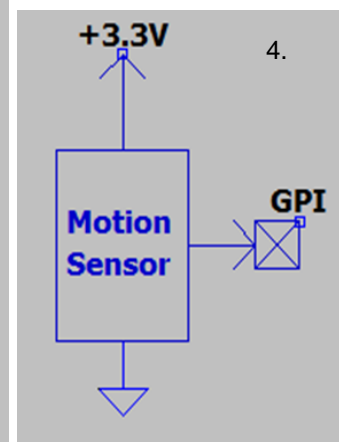 +3.3V
4.
GPI
Motion
Sensor